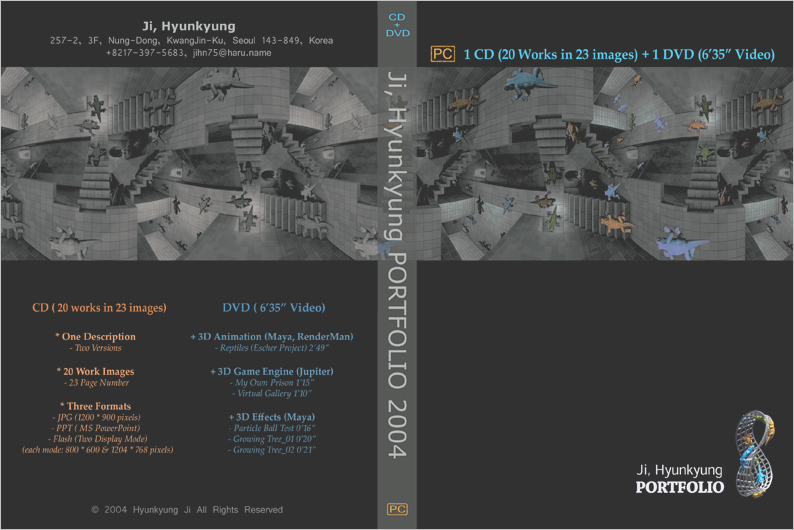 Ji, Hyunkyung
257-2, 3F, Nung-Dong, KwangJin-Ku, Seoul 143-849, Korea
+8217-397-5683, jihn75@haru.name
CD ( 20 works in 23 images)
* One Description
- Two Versions
* 20 Work Images
- 23 Page Number
* Three Formats
- JPG (1200 * 900 pixels)
- PPT ( MS PowerPoint)
- Flash (Two Display Mode)
(each mode: 800 * 600 & 1204 * 768 pixels)
DVD ( 6’35” Video)
+ 3D Animation (Maya, RenderMan)
- Reptiles (Escher Project) 2'49”
+ 3D Game Engine (Jupiter)
- My Own Prison 1'15”
- Virtual Gallery 1'10”
+ 3D Effects (Maya)
- Particle Ball Test 0'16”
- Growing Tree_01 0'20”
- Growing Tree_02 0'21”
© 2004 Hyunkyung Ji All Rights Reserved
CD
+
DVD
Ji, Hyunkyung PORTFOLIO 2004
PC
PC 1 CD (20 Works in 23 images) + 1 DVD (6’35” Video)
Ji, Hyunkyung
PORTFOLIO